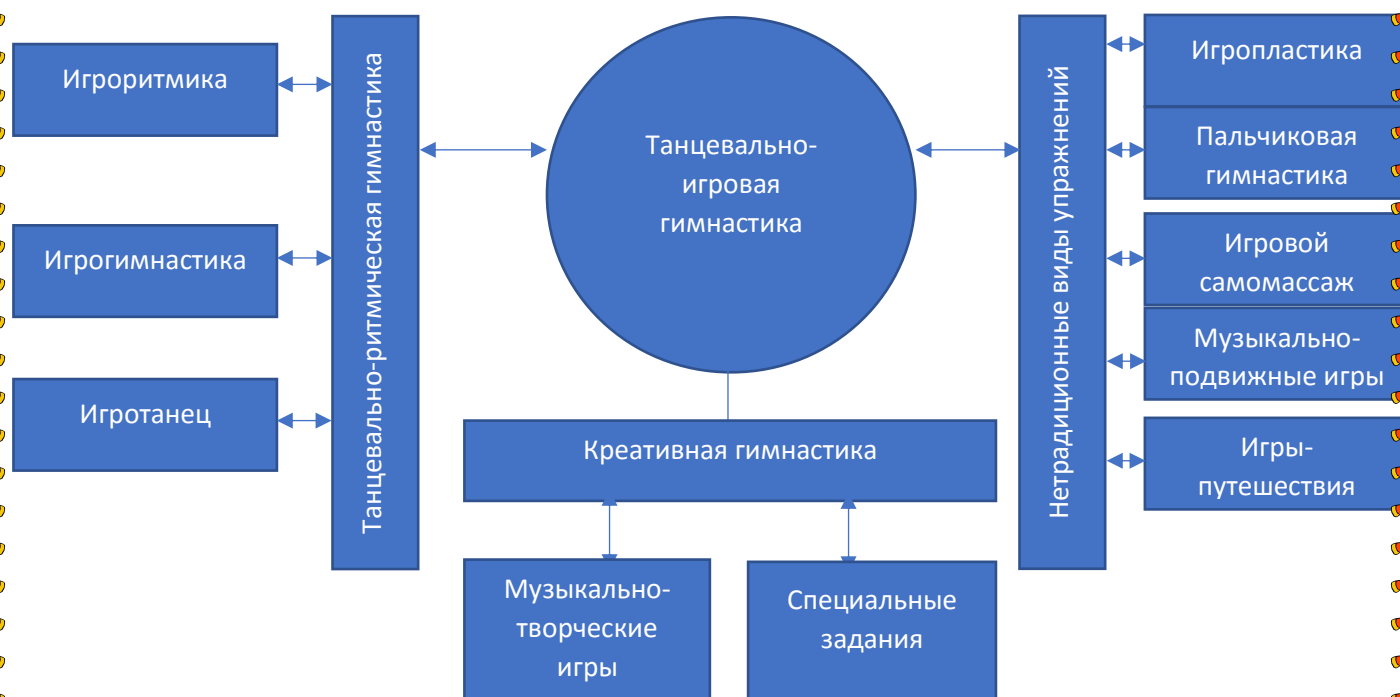 Игроритмика
Игрогимнастика
Игротанец
Танцевально-ритмическая гимнастика
Танцевально-
игровая
гимнастика
Креативная гимнастика
Музыкально-
творческие
игры
Специальные
задания
Нетрадиционные виды упражнений
Игропластика
Пальчиковая
гимнастика
Игровой
самомассаж
Музыкально-
подвижные игры
Игры-
путешествия